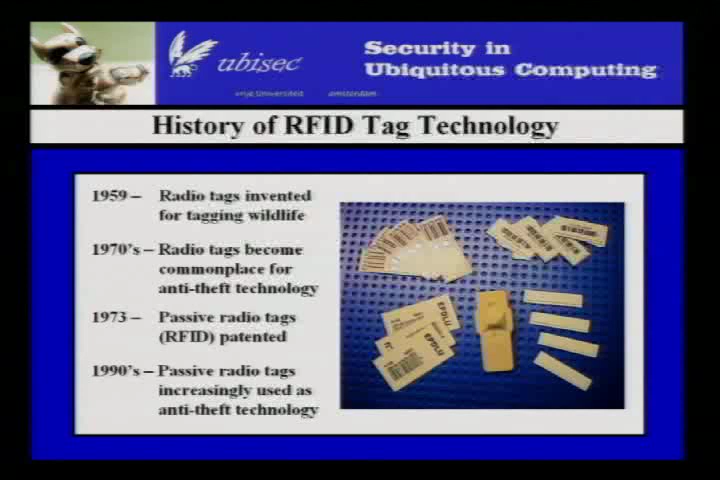 ubisec
Security in
Ubiquitous Computing
vrije Universiteit amsterdam
History of RFID Tag Technology
1959 – Radio tags invented
for tagging wildlife
1970's – Radio tags become
commonplace for
anti-theft technology
1973 – Passive radio tags
(RFID) patented
1990's – Passive radio tags
increasingly used as
anti-theft technology